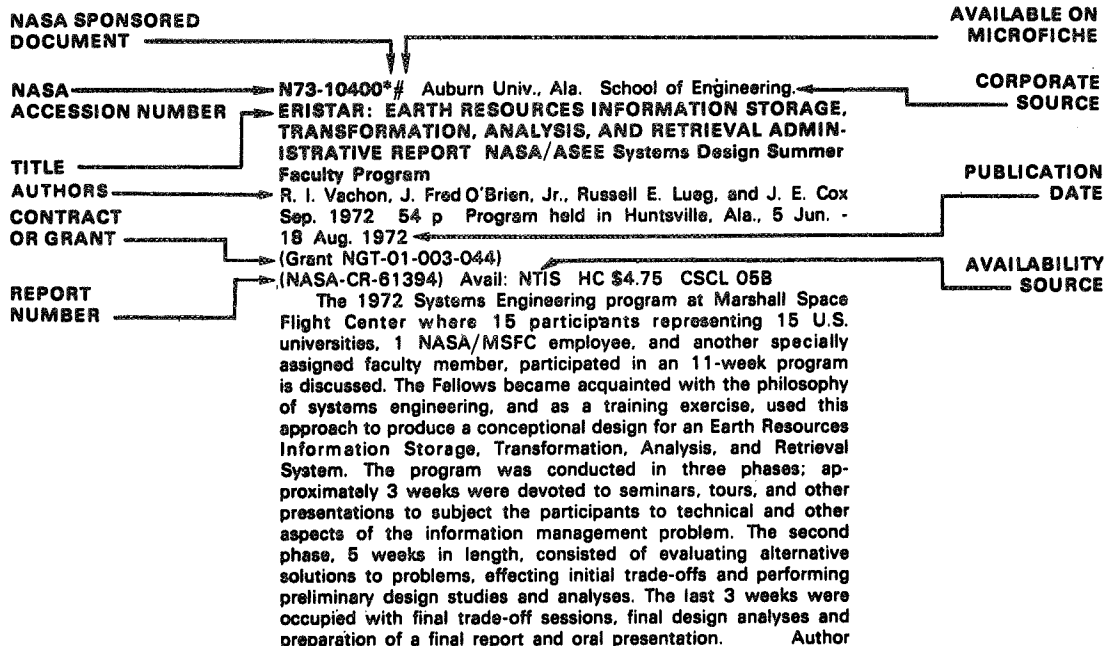 NASA SPONSORED
DOCUMENT
AVAILABLE ON
MICROFICHE
NASA
ACCESSION NUMBER
TITLE
AUTHORS
CONTRACT
OR GRANT
REPORT
NUMBER
N73-10400*# Auburn Univ., Ala. School of Engineering.
ERISTAR: EARTH RESOURCES INFORMATION STORAGE,
TRANSFORMATION, ANALYSIS, AND RETRIEVAL ADMIN-
ISTRATIVE REPORT NASA/ASEE Systems Design Summer
Faculty Program
R. I. Vachon, J. Fred O'Brien, Jr., Russell E. Lueg, and J. E. Cox
Sep. 1972 54 p Program held in Huntsville, Ala., 5 Jun. -
18 Aug. 1972
(Grant NGT-01-003-044)
(NASA-CR-61394) Avail: NTIS HC $4.75 CSCL 05B
The 1972 Systems Engineering program at Marshall Space
Flight Center where 15 participants representing 15 U.S.
universities, 1 NASA/MSFC employee, and another specially
assigned faculty member, participated in an 11-week program
is discussed. The Fellows became acquainted with the philosophy
of systems engineering, and as a training exercise, used this
approach to produce a conceptional design for an Earth Resources
Information Storage, Transformation, Analysis, and Retrieval
System. The program was conducted in three phases; ap-
proximately 3 weeks were devoted to seminars, tours, and other
presentations to subject the participants to technical and other
aspects of the information management problem. The second
phase, 5 weeks in length, consisted of evaluating alternative
solutions to problems, effecting initial trade-offs and performing
preliminary design studies and analyses. The last 3 weeks were
occupied with final trade-off sessions, final design analyses and
preparation of a final report and oral presentation. Author
CORPORATE
SOURCE
PUBLICATION
DATE
AVAILABILITY
SOURCE